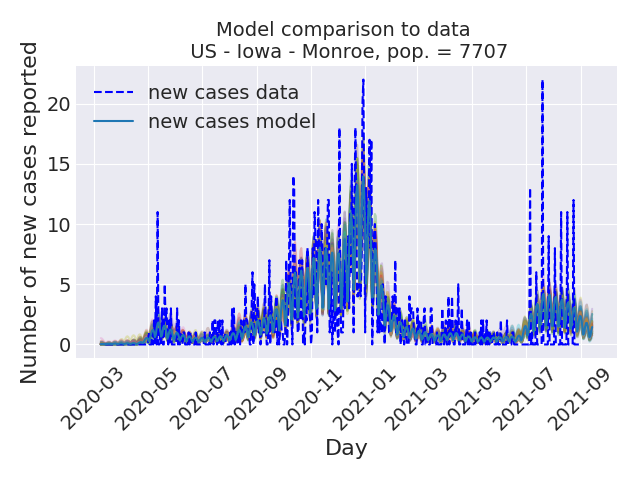 Model comparison to data
US - Iowa - Monroe, pop. = 7707
Number of new cases reported
20
15
10
5
0
new cases data
new cases model
2020-03
2020-05
2020-07
2020-09
2020-11
2021-01
2021-03
2021-05
2021-07
2021-09
Day